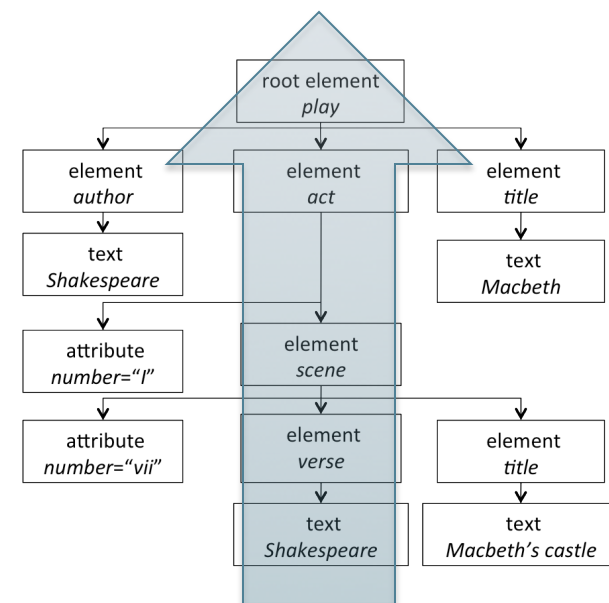 root element
play
element
author
element
act
element
title
text
Shakespeare
text
Macbeth
attribute
number="I"
element
scene
attribute
number="vii"
element
verse
element
title
text
Shakespeare
text
Macbeth's castle